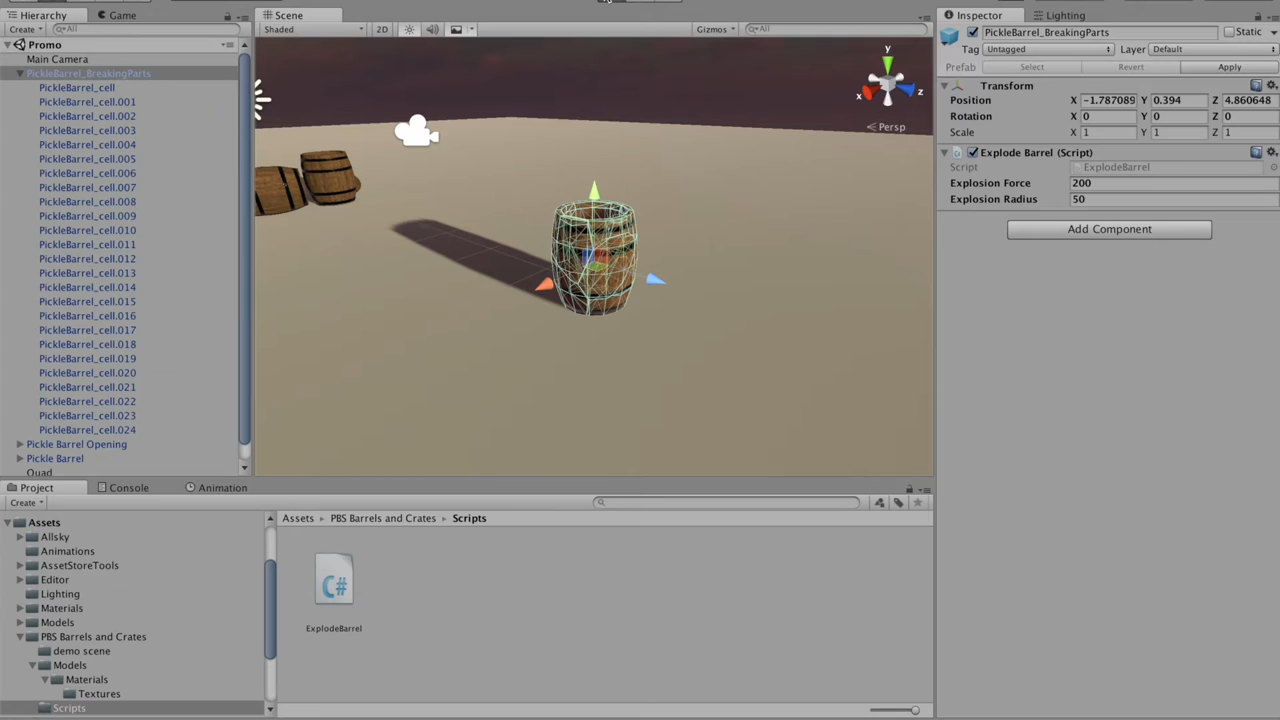 Hierarchy Game
Create All
Promo
Main Camera
PickleBarrel_BreakingParts
PickleBarrel_cell
PickleBarrel_cell.001
PickleBarrel_cell.002
PickleBarrel_cell.003
PickleBarrel_cell.004
PickleBarrel_cell.005
PickleBarrel_cell.006
PickleBarrel_cell.007
PickleBarrel_cell.008
PickleBarrel_cell.009
PickleBarrel_cell.010
PickleBarrel_cell.011
PickleBarrel_cell.012
PickleBarrel_cell.013
PickleBarrel_cell.014
PickleBarrel_cell.015
PickleBarrel_cell.016
PickleBarrel_cell.017
PickleBarrel_cell.018
PickleBarrel_cell.019
PickleBarrel_cell.020
PickleBarrel_cell.021
PickleBarrel_cell.022
PickleBarrel_cell.023
PickleBarrel_cell.024
Pickle Barrel Opening
Pickle Barrel
Quad
Scene
Shaded 2D Gizmos All
y
x z
Persp
Inspector Lighting
PickleBarrel_BreakingParts Static
Tag Untagged Layer Default
Prefab Select Revert Apply
Transform
Position X -1.787089 Y 0.394 Z 4.860648
Rotation X 0 Y 0 Z 0
Scale X 1 Y 1 Z 1
Explode Barrel (Script)
Script ExplodeBarrel
Explosion Force 200
Explosion Radius 50
Add Component
Project Console Animation
Create
Assets
Allsky
Animations
AssetStoreTools
Editor
Lighting
Materials
Models
PBS Barrels and Crates
demo scene
Models
Materials
Textures
Scripts
Assets PBS Barrels and Crates Scripts
C#
ExplodeBarrel